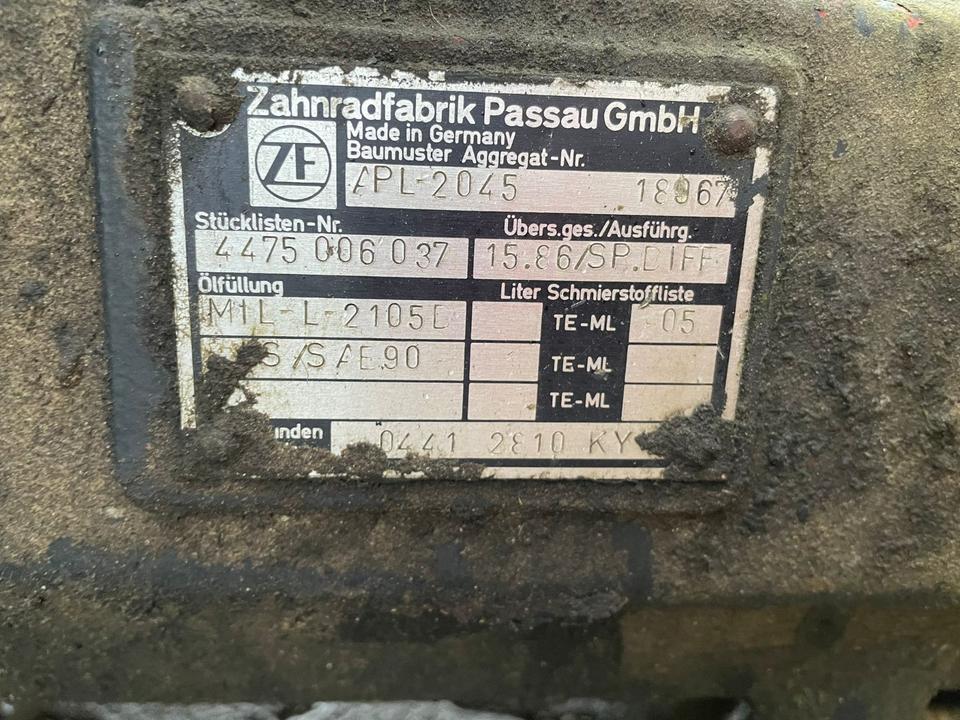 Zahnradfabrik Passau GmbH
ZF
Made in Germany
Baumuster Aggregat-Nr.
APL-2045 18967
Stücklisten-Nr. Übers.ges./Ausführg.
4475 006 037 15.86/SP.DIFF
Ölfüllung Liter Schmierstoffliste
MIL-L-2105D TE-ML 05
/SAE90 TE-ML
TE-ML
0441 2810 KY